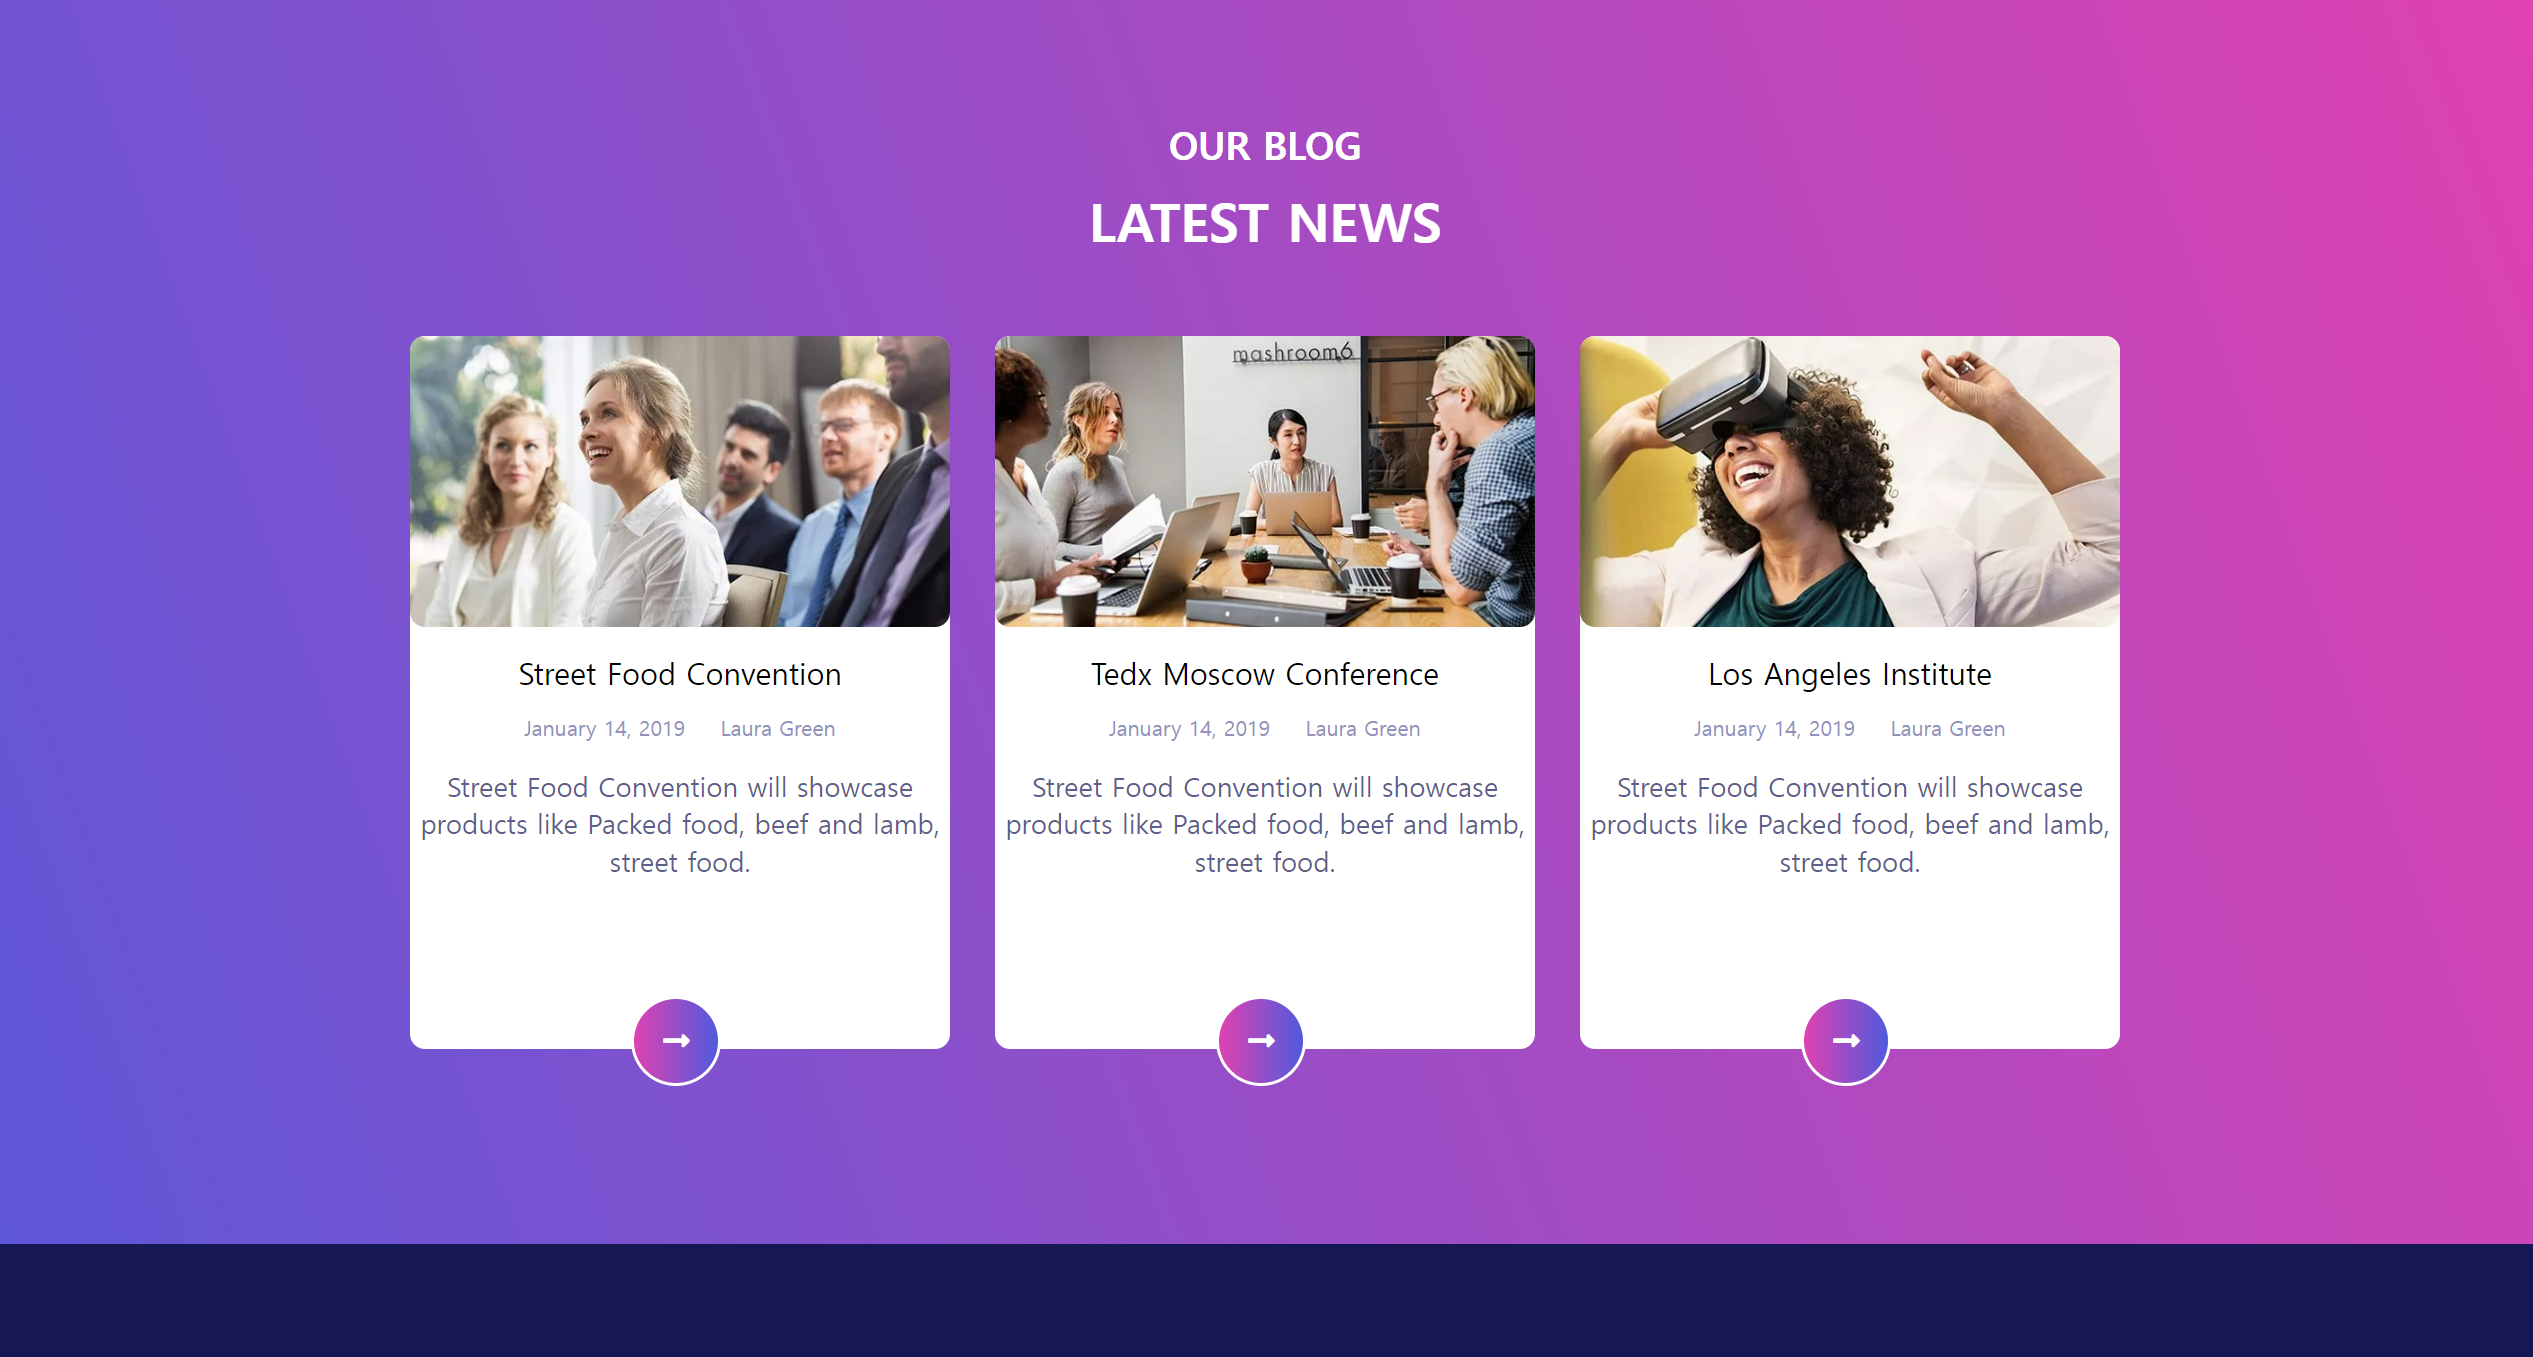 OUR BLOG
LATEST NEWS
mashroom6
Street Food Convention
January 14, 2019 Laura Green
Street Food Convention will showcase
products like Packed food, beef and lamb,
street food.
Tedx Moscow Conference
January 14, 2019 Laura Green
Street Food Convention will showcase
products like Packed food, beef and lamb,
street food.
Los Angeles Institute
January 14, 2019 Laura Green
Street Food Convention will showcase
products like Packed food, beef and lamb,
street food.